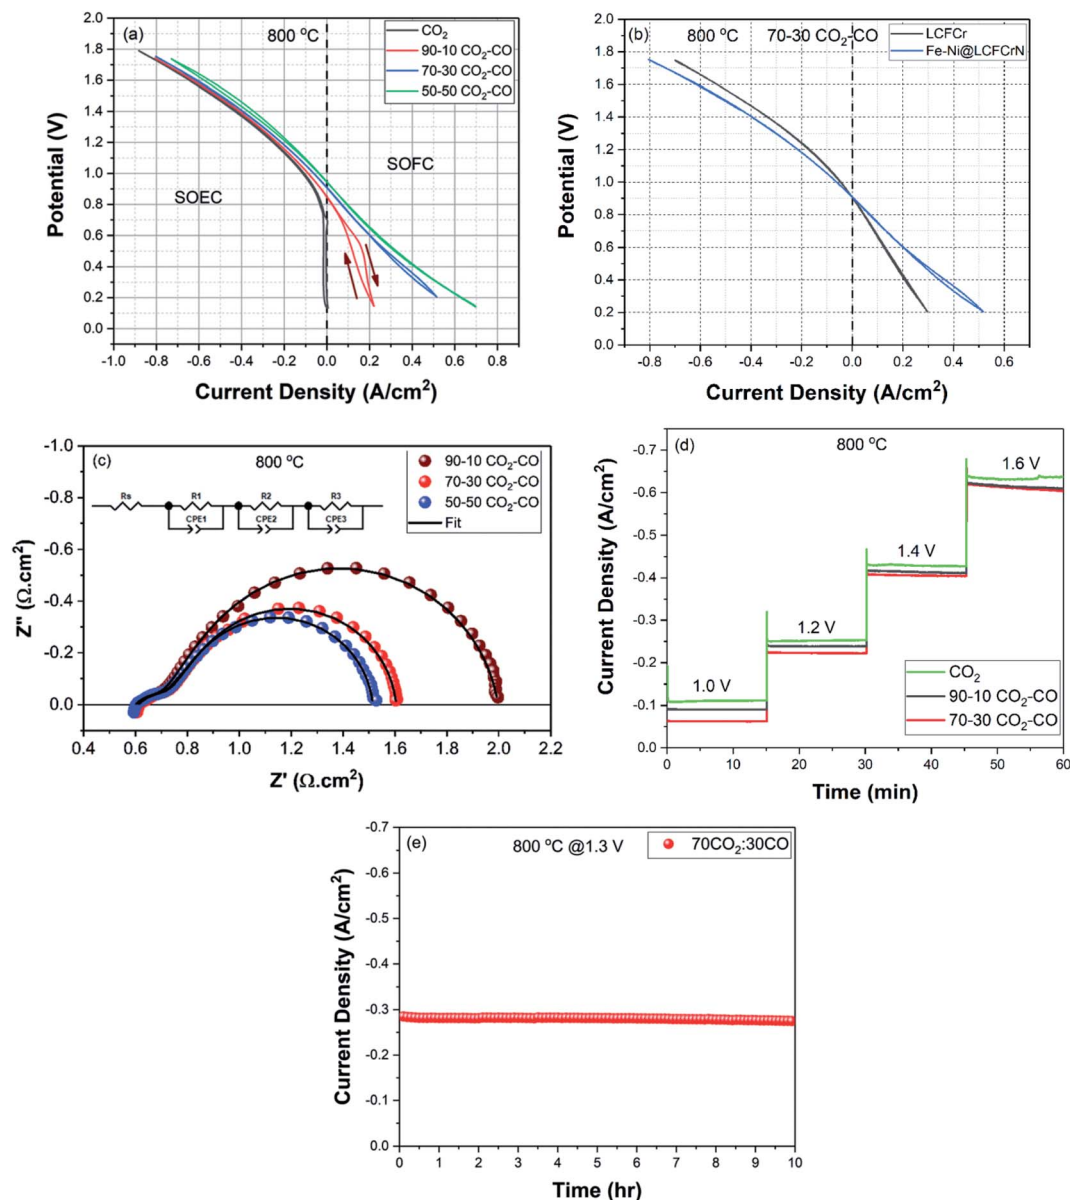 (a)
800 °C
CO₂
90-10 CO₂-CO
70-30 CO₂-CO
50-50 CO₂-CO
SOEC
SOFC
Potential (V)
2.0
1.8
1.6
1.4
1.2
1.0
0.8
0.6
0.4
0.2
0.0
-1.0 -0.8 -0.6 -0.4 -0.2 0.0 0.2 0.4 0.6 0.8
Current Density (A/cm²)
(b)
800 °C
70-30 CO₂-CO
LCFCr
Fe-Ni@LCFCrN
Potential (V)
2.0
1.8
1.6
1.4
1.2
1.0
0.8
0.6
0.4
0.2
0.0
-0.8 -0.6 -0.4 -0.2 0.0 0.2 0.4 0.6
Current Density (A/cm²)
(c)
800 °C
90-10 CO₂-CO
70-30 CO₂-CO
50-50 CO₂-CO
Fit
Rs R1 R2 R3
CPE1 CPE2 CPE3
Z'' (Ω.cm²)
-1.0
-0.8
-0.6
-0.4
-0.2
0.0
0.4 0.6 0.8 1.0 1.2 1.4 1.6 1.8 2.0 2.2
Z' (Ω.cm²)
(d)
800 °C
1.6 V
1.4 V
1.2 V
1.0 V
CO₂
90-10 CO₂-CO
70-30 CO₂-CO
Current Density (A/cm²)
-0.7
-0.6
-0.5
-0.4
-0.3
-0.2
-0.1
0.0
0 10 20 30 40 50 60
Time (min)
(e)
800 °C @1.3 V
70CO₂:30CO
Current Density (A/cm²)
-0.7
-0.6
-0.5
-0.4
-0.3
-0.2
-0.1
0.0
0 1 2 3 4 5 6 7 8 9 10
Time (hr)